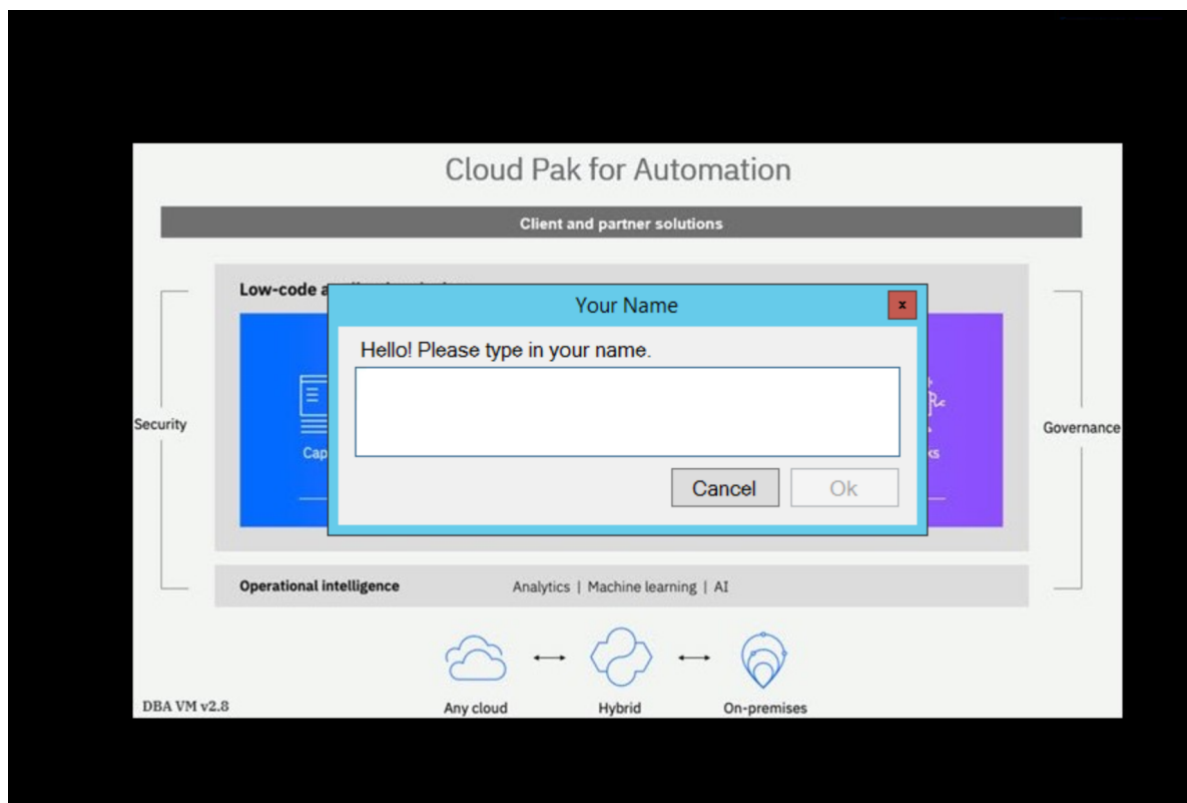 Cloud Pak for Automation
Client and partner solutions
Low-code
Your Name
x
Hello! Please type in your name.
Security
Governance
Cancel
Ok
Operational intelligence
Analytics | Machine learning | AI
DBA VM v2.8
Any cloud
Hybrid
On-premises